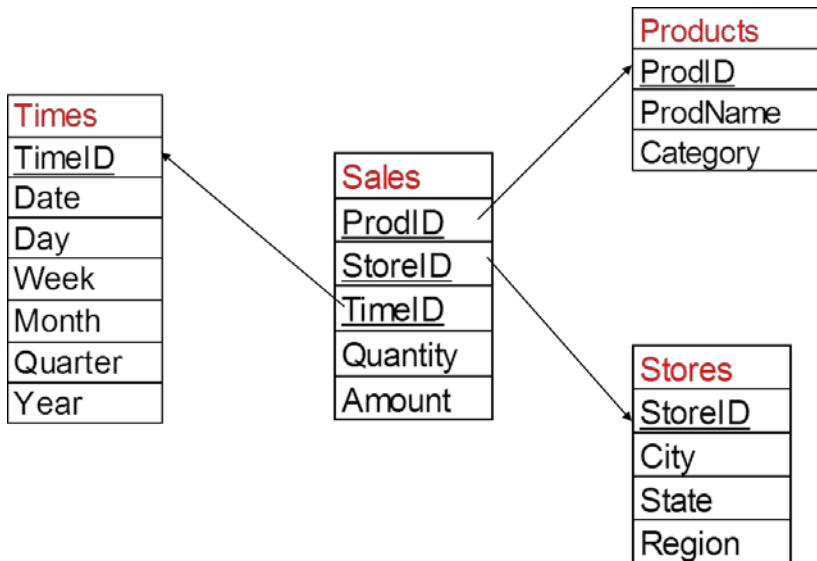 Times
TimeID
Date
Day
Week
Month
Quarter
Year
Sales
ProdID
StoreID
TimeID
Quantity
Amount
Products
ProdID
ProdName
Category
Stores
StoreID
City
State
Region